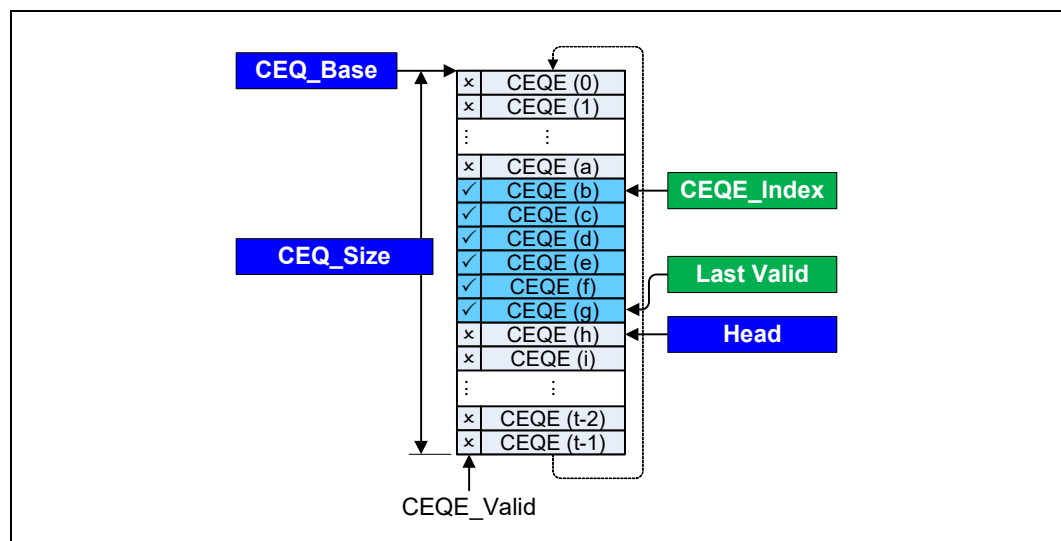 CEQ_Base
× CEQE (0)
× CEQE (1)
⋮ ⋮
× CEQE (a)
✓ CEQE (b)
CEQE_Index
✓ CEQE (c)
✓ CEQE (d)
CEQ_Size
✓ CEQE (e)
✓ CEQE (f)
Last Valid
✓ CEQE (g)
× CEQE (h)
Head
× CEQE (i)
⋮ ⋮
× CEQE (t-2)
× CEQE (t-1)
CEQE_Valid